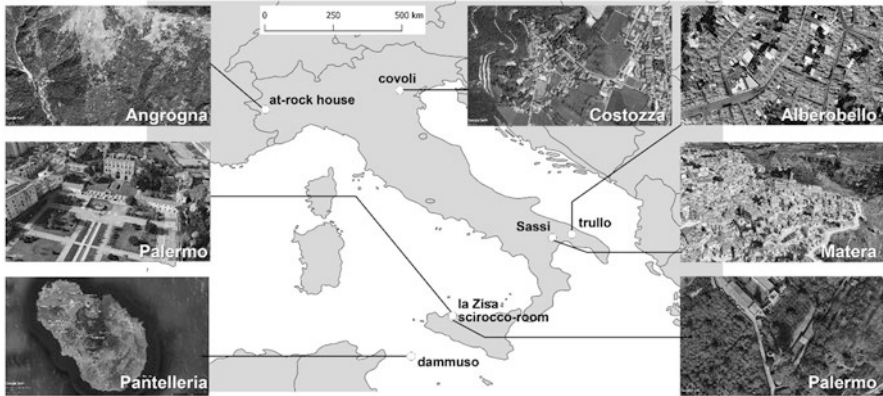 0 500 km
Angrogna
at-rock house
covoli
Costozza
Alberobello
Palermo
Sassi
trullo
Matera
la Zisa
scirocco-room
Pantelleria
dammuso
Palermo